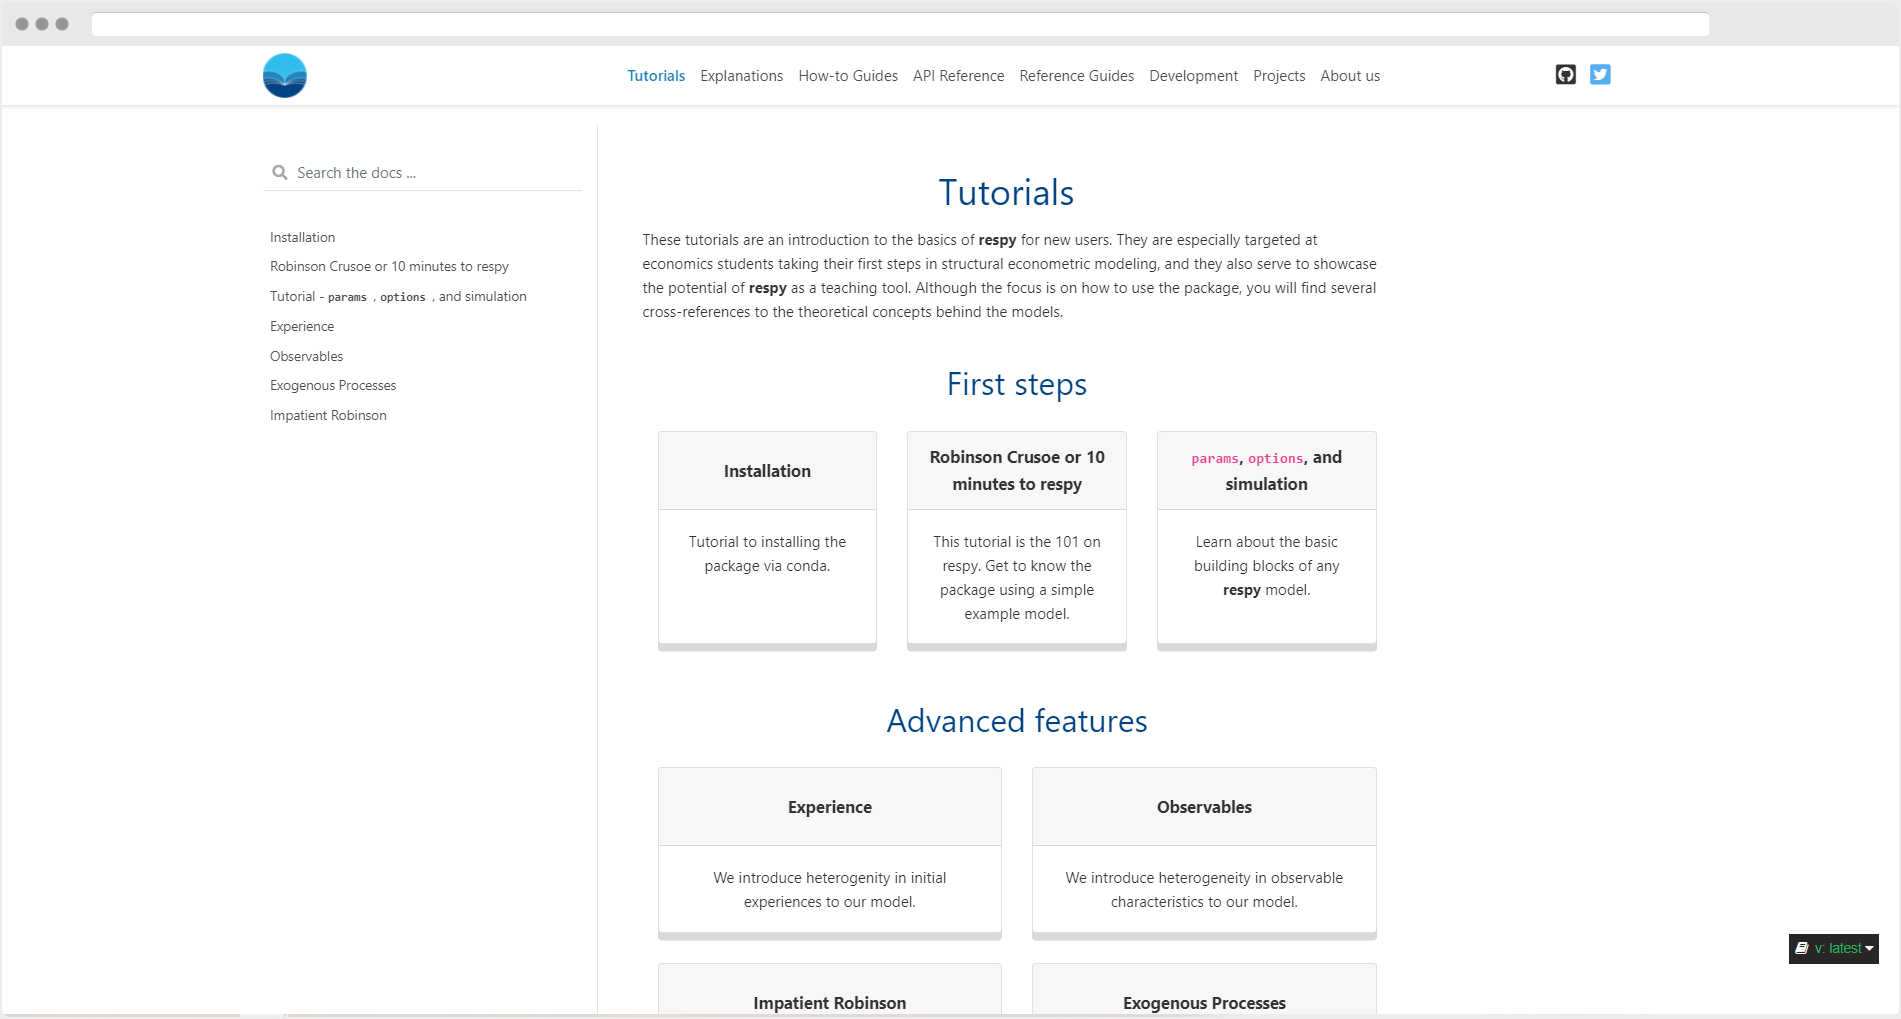 Tutorials Explanations How-to Guides API Reference Reference Guides Development Projects About us
Search the docs ...
Installation
Robinson Crusoe or 10 minutes to respy
Tutorial - params , options , and simulation
Experience
Observables
Exogenous Processes
Impatient Robinson
Tutorials
These tutorials are an introduction to the basics of respy for new users. They are especially targeted at
economics students taking their first steps in structural econometric modeling, and they also serve to showcase
the potential of respy as a teaching tool. Although the focus is on how to use the package, you will find several
cross-references to the theoretical concepts behind the models.
First steps
Installation
Tutorial to installing the
package via conda.
Robinson Crusoe or 10
minutes to respy
This tutorial is the 101 on
respy. Get to know the
package using a simple
example model.
params, options, and
simulation
Learn about the basic
building blocks of any
respy model.
Advanced features
Experience
We introduce heterogenity in initial
experiences to our model.
Observables
We introduce heterogeneity in observable
characteristics to our model.
Impatient Robinson
Exogenous Processes
v: latest